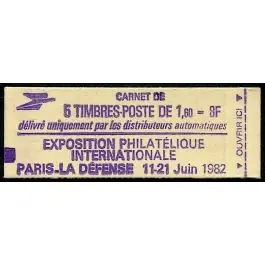 CARNET DE
5 TIMBRES-POSTE DE 1,60 = 8F
délivré uniquement par les distributeurs automatiques
EXPOSITION PHILATÉLIQUE
INTERNATIONALE
PARIS-LA DÉFENSE 11-21 Juin 1982
OUVRIR ICI